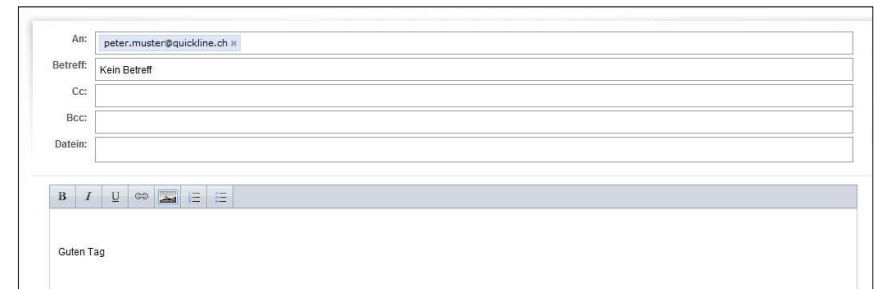 An: peter.muster@quickline.ch ×
Betreff: Kein Betreff
Cc:
Bcc:
Datein:
B I U
Guten Tag